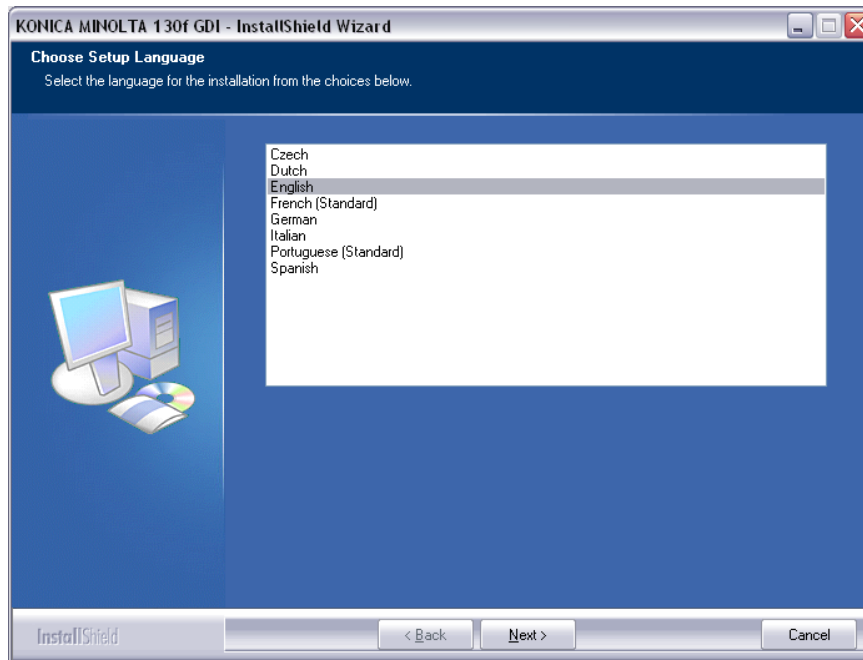 KONICA MINOLTA 130f GDI - InstallShield Wizard
Choose Setup Language
Select the language for the installation from the choices below.
Czech
Dutch
English
French (Standard)
German
Italian
Portuguese (Standard)
Spanish
InstallShield
< Back
Next >
Cancel